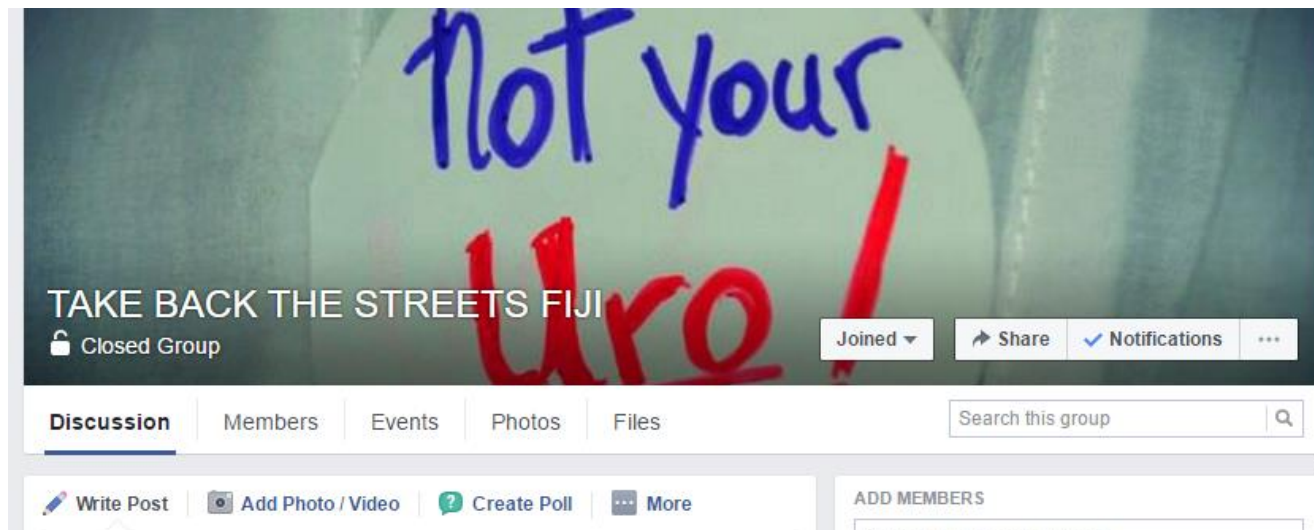 not your
uro!
TAKE BACK THE STREETS FIJI
Closed Group
Joined
Share
Notifications
Discussion
Members
Events
Photos
Files
Search this group
Write Post
Add Photo / Video
Create Poll
More
ADD MEMBERS